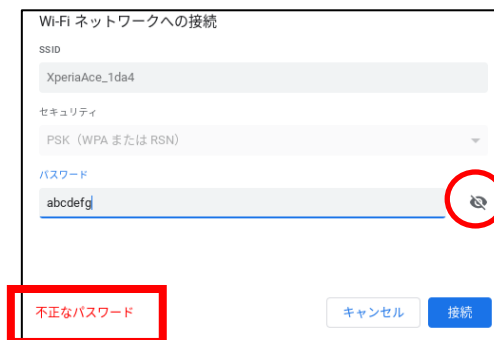 Wi-Fi ネットワークへの接続
SSID
XperiaAce_1da4
セキュリティ
PSK（WPA または RSN）
パスワード
abcdefg
不正なパスワード
キャンセル
接続